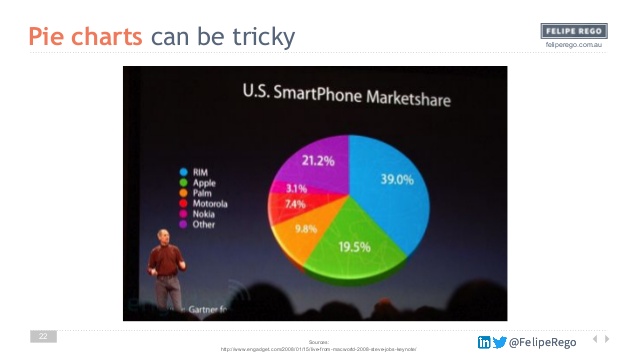 Pie charts can be tricky
FELIPE REGO
feliperego.com.au
U.S. SmartPhone Marketshare
RIM
Apple
Palm
Motorola
Nokia
Other
21.2%
39.0%
3.1%
7.4%
9.8%
19.5%
Gartner fo
22
Sources:
http://www.engadget.com/2008/01/15/live-from-macworld-2008-steve-jobs-keynote/
@FelipeRego